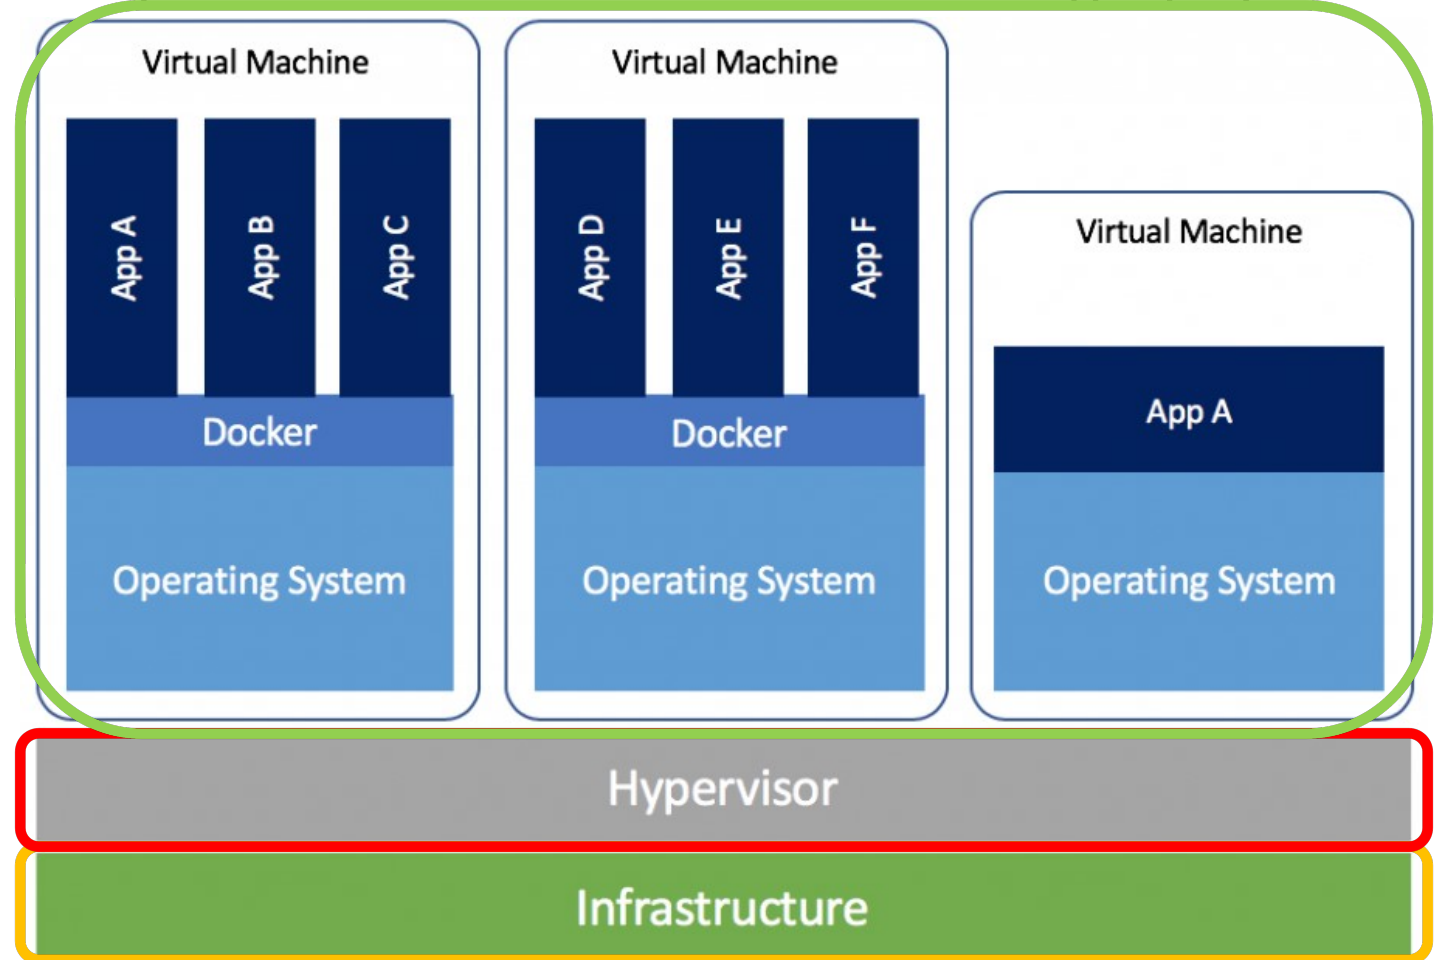 Virtual Machine
App A
App B
App C
Docker
Operating System
Virtual Machine
App D
App E
App F
Docker
Operating System
Virtual Machine
App A
Operating System
Hypervisor
Infrastructure